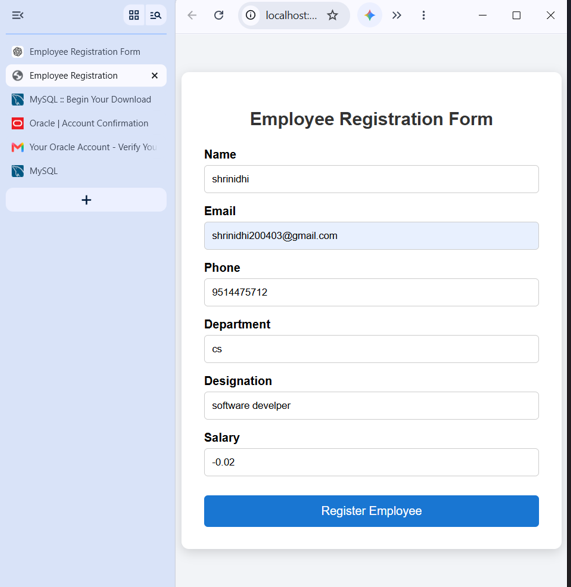 localhost:...
Employee Registration Form
Employee Registration
MySQL :: Begin Your Download
Oracle | Account Confirmation
Your Oracle Account - Verify You
MySQL
Employee Registration Form
Name
shrinidhi
Email
shrinidhi200403@gmail.com
Phone
9514475712
Department
cs
Designation
software develper
Salary
-0.02
Register Employee